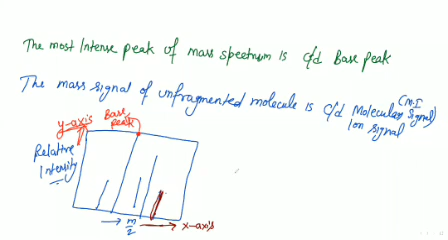 The most Intense peak of mass spectrum is c/d Base peak
The mass signal of unfragmented molecule is c/d Molecular Signal)
(M.I
Ion signal
y-axis
Base
peak
Relative
Intensity
→ m/z → x-axis